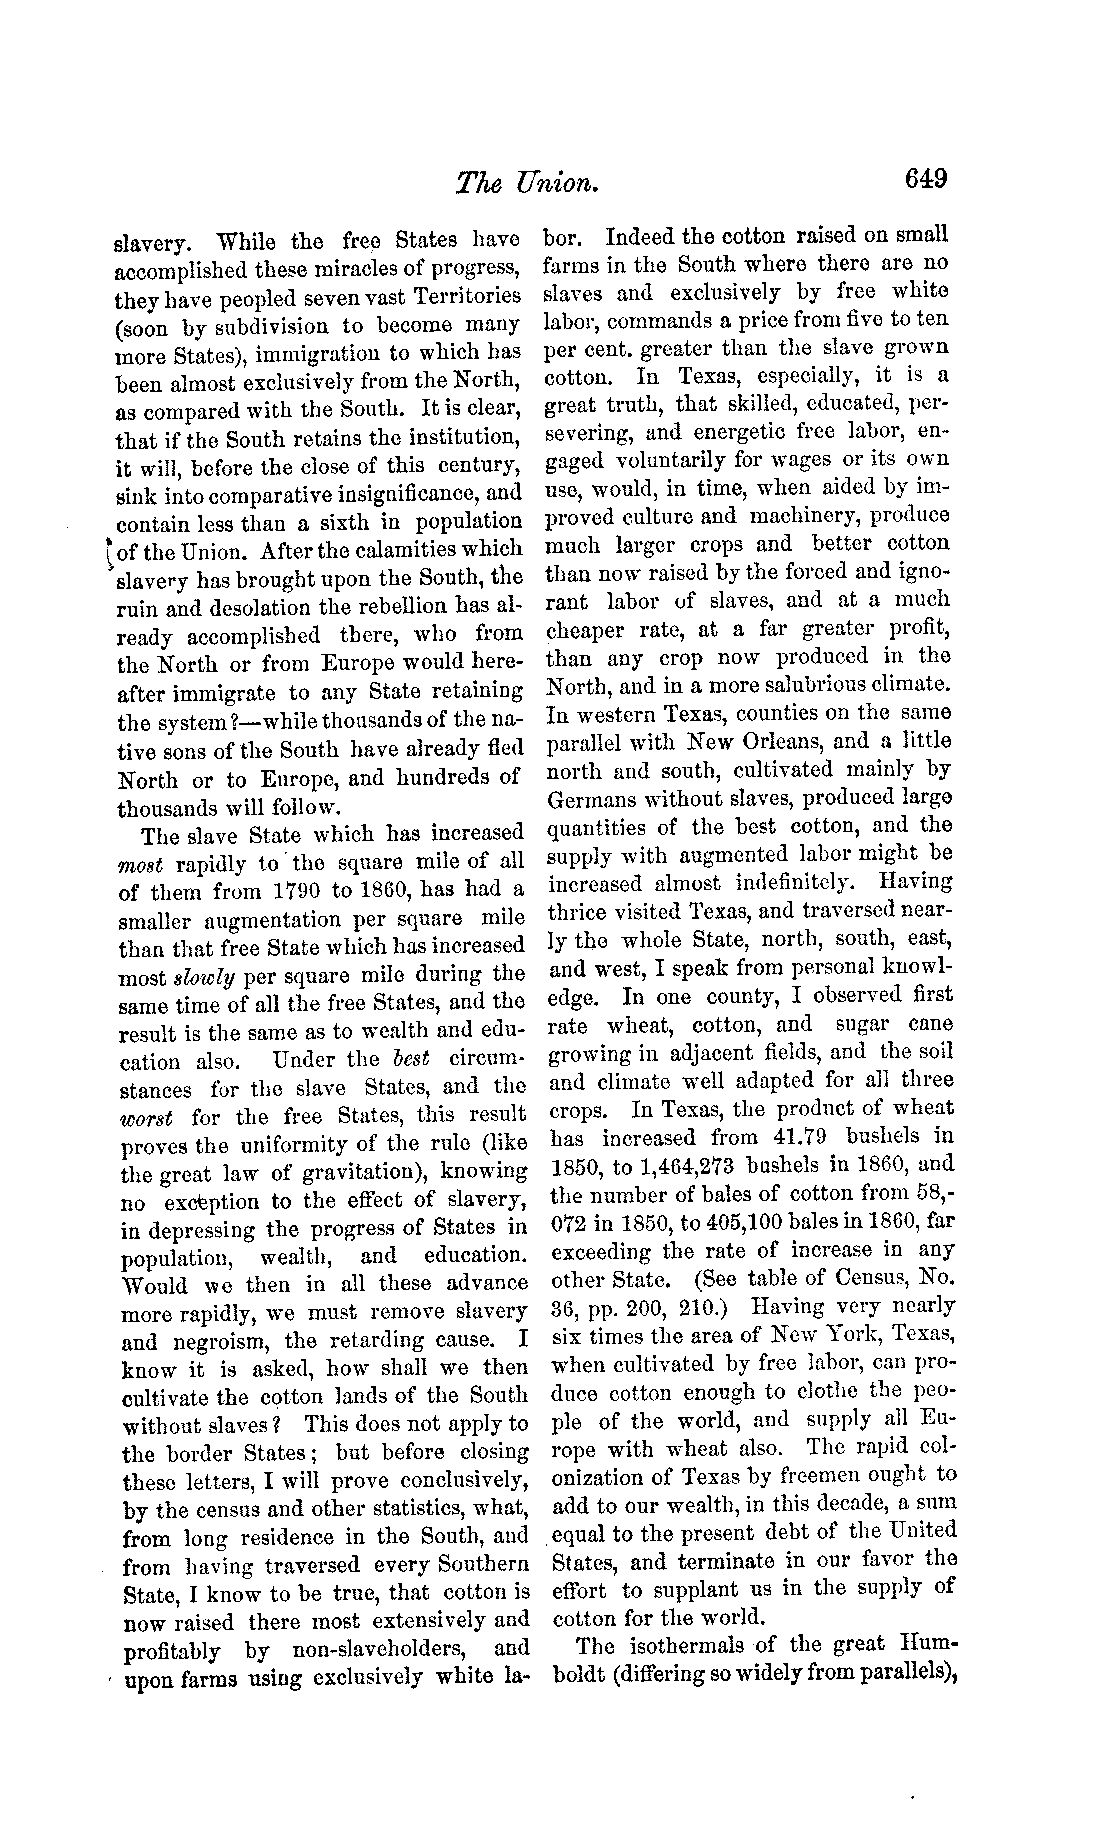 The Union. 649
slavery. While the free States have
accomplished these miracles of progress,
they have peopled seven vast Territories
(soon by subdivision to become many
more States), immigration to which has
been almost exclusively from the North,
as compared with the South. It is clear,
that if the South retains the institution,
it will, before the close of this century,
sink into comparative insignificance, and
contain less than a sixth in population
of the Union. After the calamities which
slavery has brought upon the South, the
ruin and desolation the rebellion has al-
ready accomplished there, who from
the North or from Europe would here-
after immigrate to any State retaining
the system?—while thousands of the na-
tive sons of the South have already fled
North or to Europe, and hundreds of
thousands will follow.
The slave State which has increased
most rapidly to the square mile of all
of them from 1790 to 1860, has had a
smaller augmentation per square mile
than that free State which has increased
most slowly per square mile during the
same time of all the free States, and the
result is the same as to wealth and edu-
cation also. Under the best circum-
stances for the slave States, and the
worst for the free States, this result
proves the uniformity of the rule (like
the great law of gravitation), knowing
no exception to the effect of slavery,
in depressing the progress of States in
population, wealth, and education.
Would we then in all these advance
more rapidly, we must remove slavery
and negroism, the retarding cause. I
know it is asked, how shall we then
cultivate the cotton lands of the South
without slaves? This does not apply to
the border States; but before closing
these letters, I will prove conclusively,
by the census and other statistics, what,
from long residence in the South, and
from having traversed every Southern
State, I know to be true, that cotton is
now raised there most extensively and
profitably by non-slaveholders, and
upon farms using exclusively white la-
bor. Indeed the cotton raised on small
farms in the South where there are no
slaves and exclusively by free white
labor, commands a price from five to ten
per cent. greater than the slave grown
cotton. In Texas, especially, it is a
great truth, that skilled, educated, per-
severing, and energetic free labor, en-
gaged voluntarily for wages or its own
use, would, in time, when aided by im-
proved culture and machinery, produce
much larger crops and better cotton
than now raised by the forced and igno-
rant labor of slaves, and at a much
cheaper rate, at a far greater profit,
than any crop now produced in the
North, and in a more salubrious climate.
In western Texas, counties on the same
parallel with New Orleans, and a little
north and south, cultivated mainly by
Germans without slaves, produced large
quantities of the best cotton, and the
supply with augmented labor might be
increased almost indefinitely. Having
thrice visited Texas, and traversed near-
ly the whole State, north, south, east,
and west, I speak from personal knowl-
edge. In one county, I observed first
rate wheat, cotton, and sugar cane
growing in adjacent fields, and the soil
and climate well adapted for all three
crops. In Texas, the product of wheat
has increased from 41.79 bushels in
1850, to 1,464,273 bushels in 1860, and
the number of bales of cotton from 58,-
072 in 1850, to 405,100 bales in 1860, far
exceeding the rate of increase in any
other State. (See table of Census, No.
36, pp. 200, 210.) Having very nearly
six times the area of New York, Texas,
when cultivated by free labor, can pro-
duce cotton enough to clothe the peo-
ple of the world, and supply all Eu-
rope with wheat also. The rapid col-
onization of Texas by freemen ought to
add to our wealth, in this decade, a sum
equal to the present debt of the United
States, and terminate in our favor the
effort to supplant us in the supply of
cotton for the world.
The isothermals of the great Hum-
boldt (differing so widely from parallels),